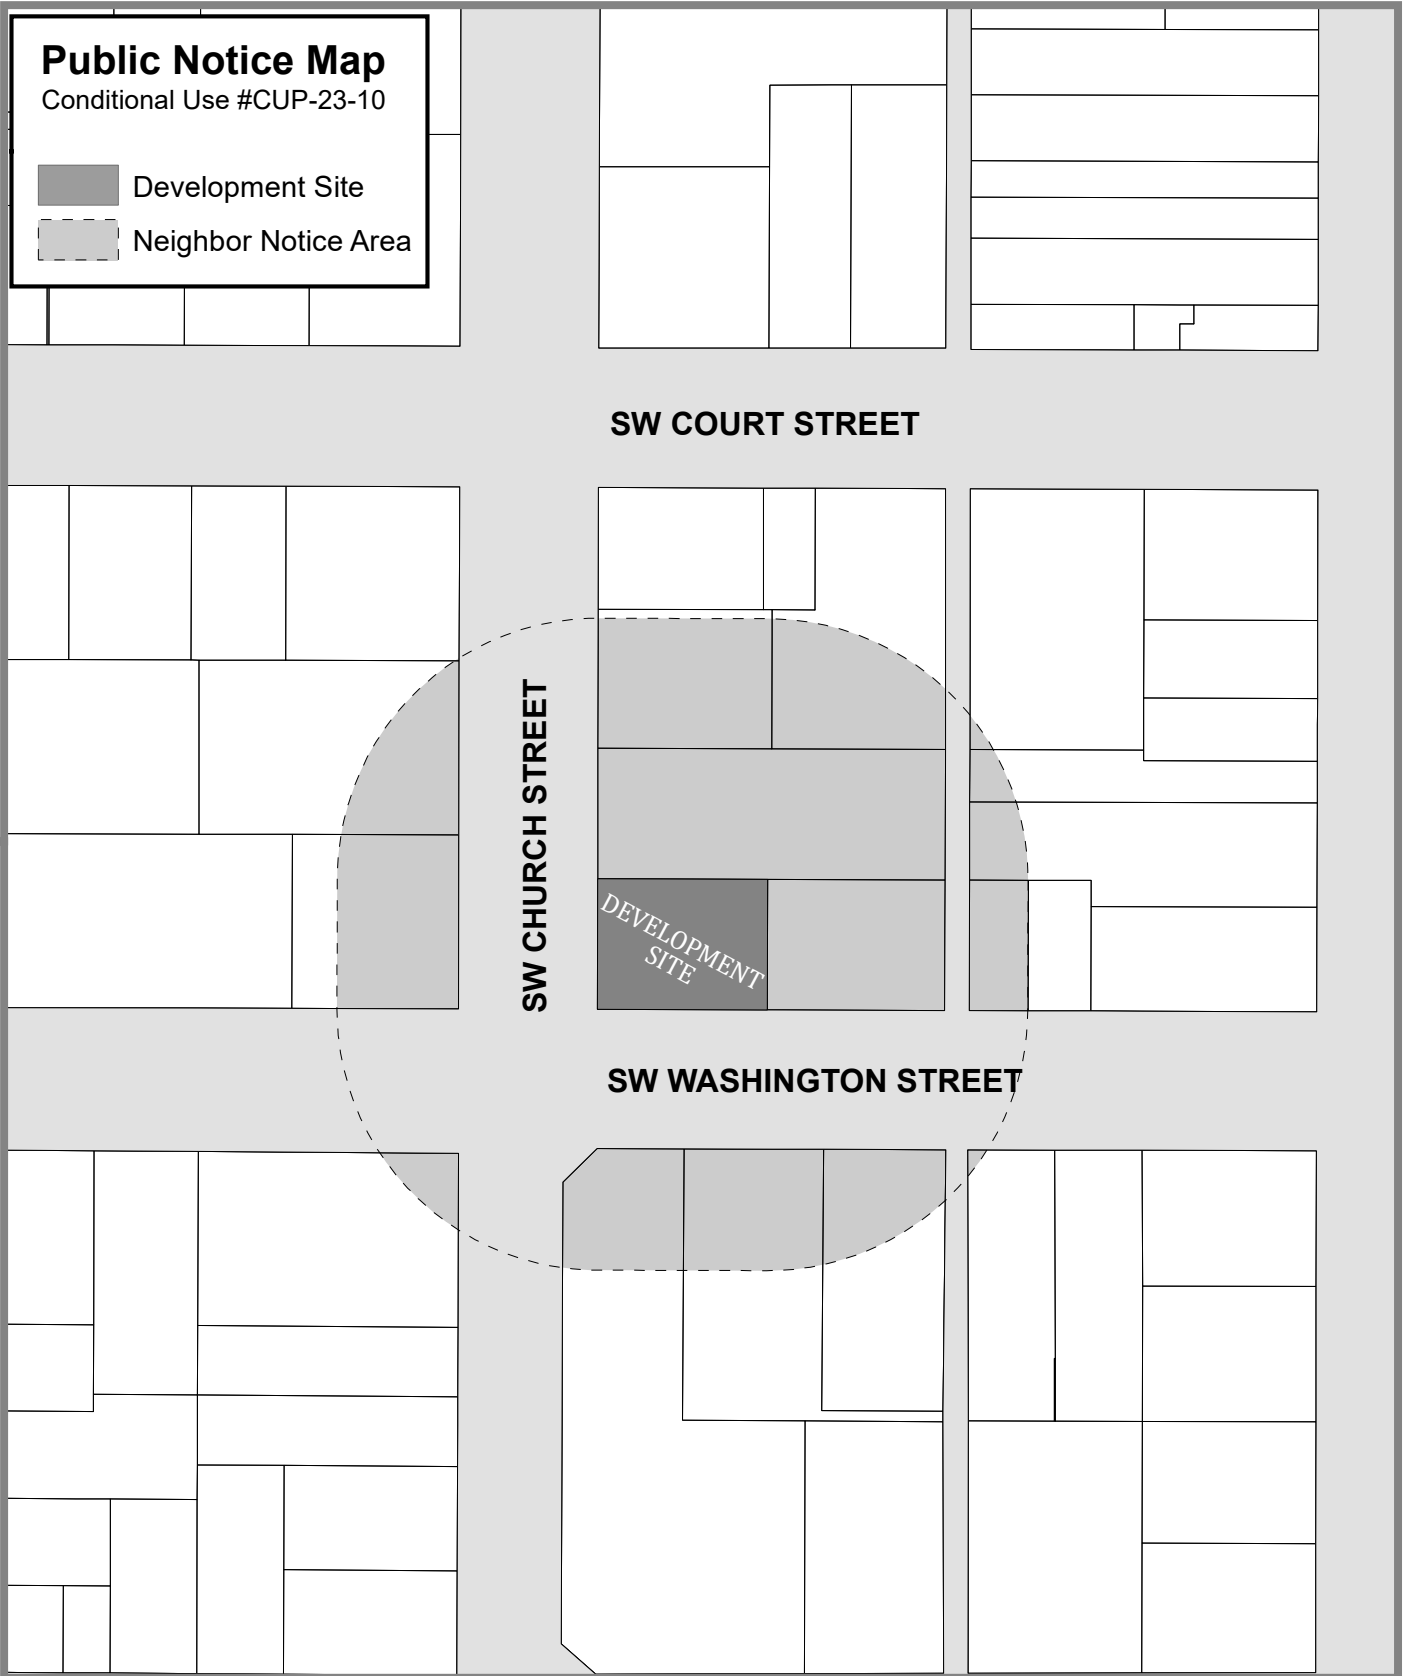 Public Notice Map
Conditional Use #CUP-23-10
Development Site
Neighbor Notice Area
SW COURT STREET
SW CHURCH STREET
DEVELOPMENT
SITE
SW WASHINGTON STREET